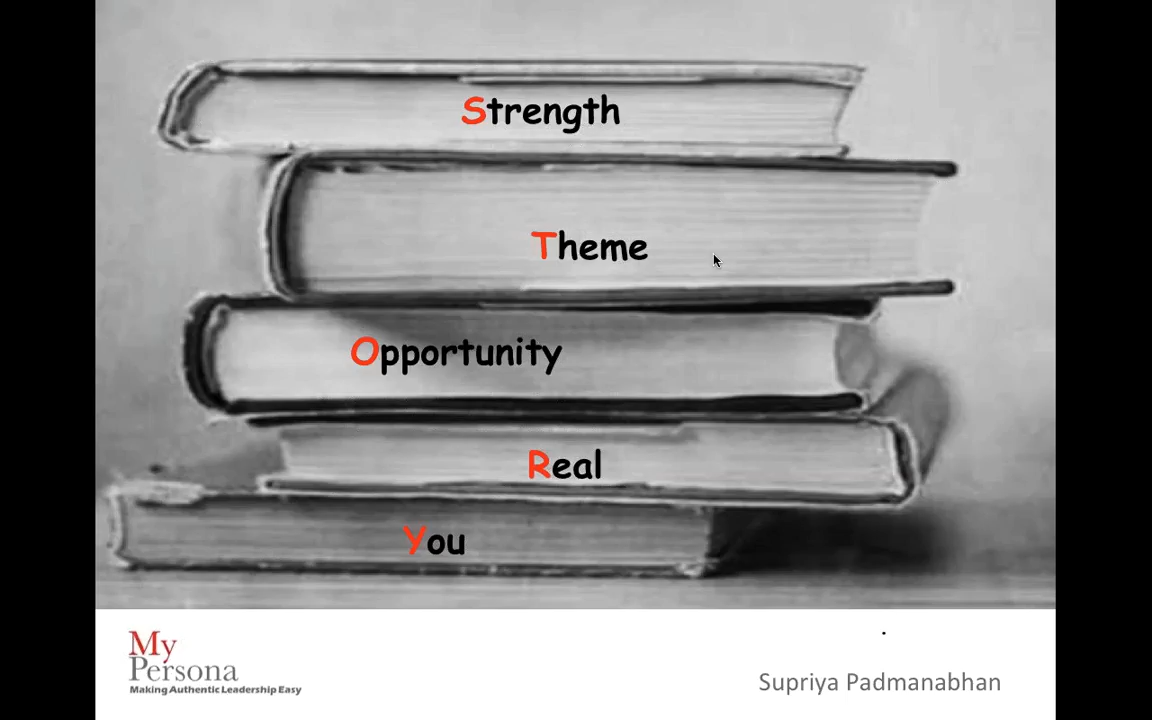 Strength
Theme
Opportunity
Real
You
My
Persona
Making Authentic Leadership Easy
Supriya Padmanabhan